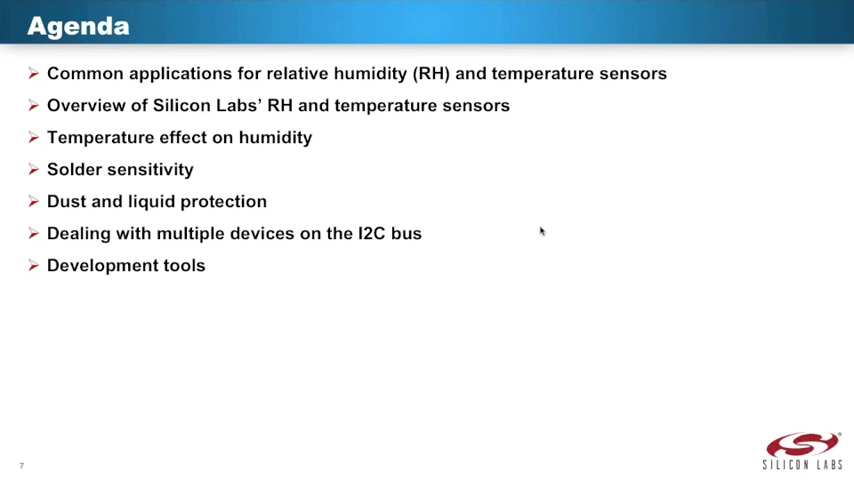 Agenda
Common applications for relative humidity (RH) and temperature sensors
Overview of Silicon Labs’ RH and temperature sensors
Temperature effect on humidity
Solder sensitivity
Dust and liquid protection
Dealing with multiple devices on the I2C bus
Development tools
7
SILICON LABS